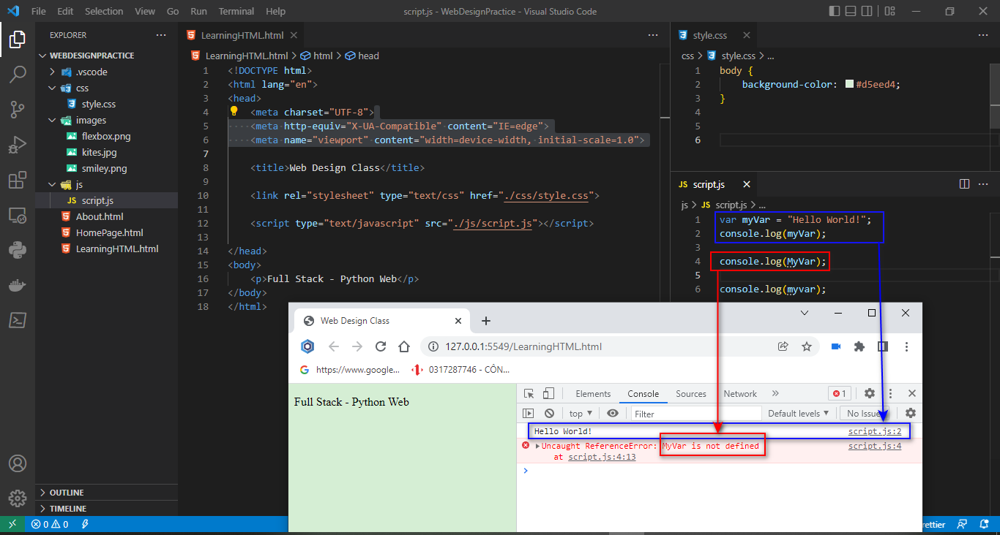 File Edit Selection View Go Run Terminal Help script.js - WebDesignPractice - Visual Studio Code
EXPLORER
WEBDESIGNPRACTICE
.vscode
css
style.css
images
flexbox.png
kites.jpg
smiley.png
js
JS script.js
About.html
HomePage.html
LearningHTML.html
OUTLINE
TIMELINE
LearningHTML.html
LearningHTML.html > html > head
1 <!DOCTYPE html>
2 <html lang="en">
3 <head>
4 <meta charset="UTF-8">
5 <meta http-equiv="X-UA-Compatible" content="IE=edge">
6 <meta name="viewport" content="width=device-width, initial-scale=1.0">
7
8 <title>Web Design Class</title>
9
10 <link rel="stylesheet" type="text/css" href="./css/style.css">
11
12 <script type="text/javascript" src="./js/script.js"></script>
13
14 </head>
15 <body>
16 <p>Full Stack - Python Web</p>
17 </body>
18 </html>
style.css
css > style.css > ...
1 body {
2 background-color: #d5eed4;
3 }
4
5
6
JS script.js
js > JS script.js > ...
1 var myVar = "Hello World!";
2 console.log(myVar);
3
4 console.log(MyVar);
5
6 console.log(myvar);
Web Design Class
127.0.0.1:5549/LearningHTML.html
G https://www.google... 0317287746 - CÔN...
Full Stack - Python Web
Elements Console Sources Network 1
top Filter Default levels No Issue
Hello World! script.js:2
Uncaught ReferenceError: MyVar is not defined script.js:4
at script.js:4:13
0 0
rettier